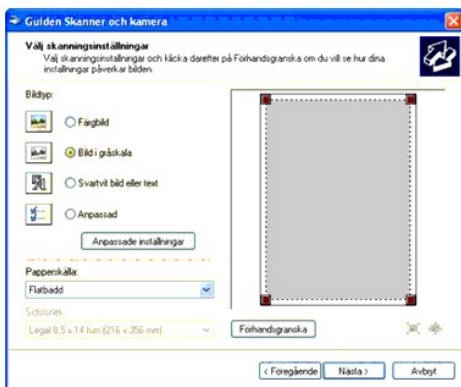 Guiden Skanner och kamera
Välj skanningsinställningar
Välj skanningsinställningar och klicka därefter på Förhandsgranska om du vill se hur dina
inställningar påverkar bilden.
Bildtyp:
Färgbild
Bild i gråskala
Svartvit bild eller text
Anpassad
Anpassade inställningar
Papperskälla:
Flatbädd
Sidstorlek:
Legal 8,5 x 14 tum (216 x 356 mm)
Förhandsgranska
< Föregående
Nästa >
Avbryt